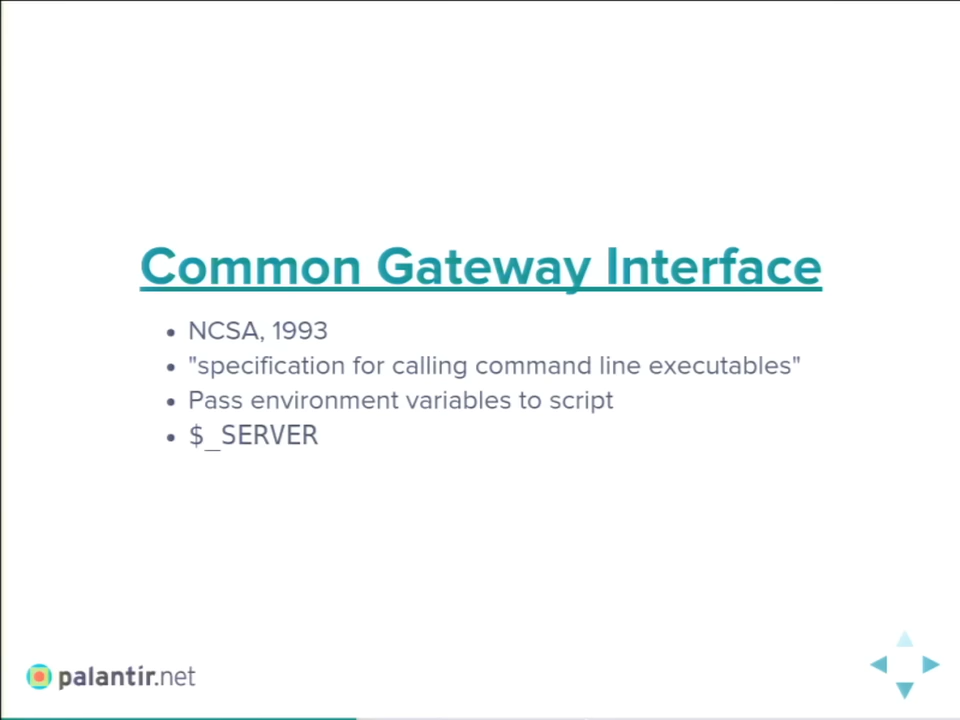 Common Gateway Interface
NCSA, 1993
"specification for calling command line executables"
Pass environment variables to script
$_SERVER
palantir.net